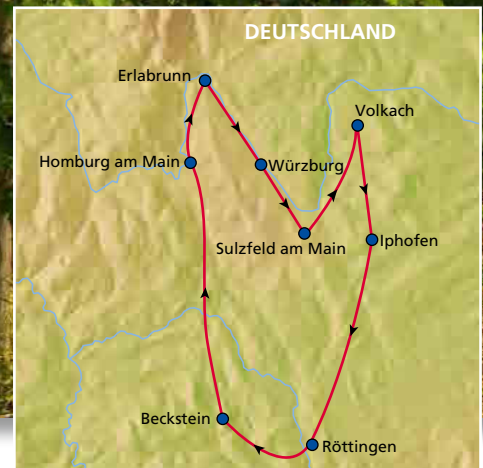 DEUTSCHLAND
Erlabrunn
Volkach
Homburg am Main
Würzburg
Sulzfeld am Main
Iphofen
Beckstein
Röttingen